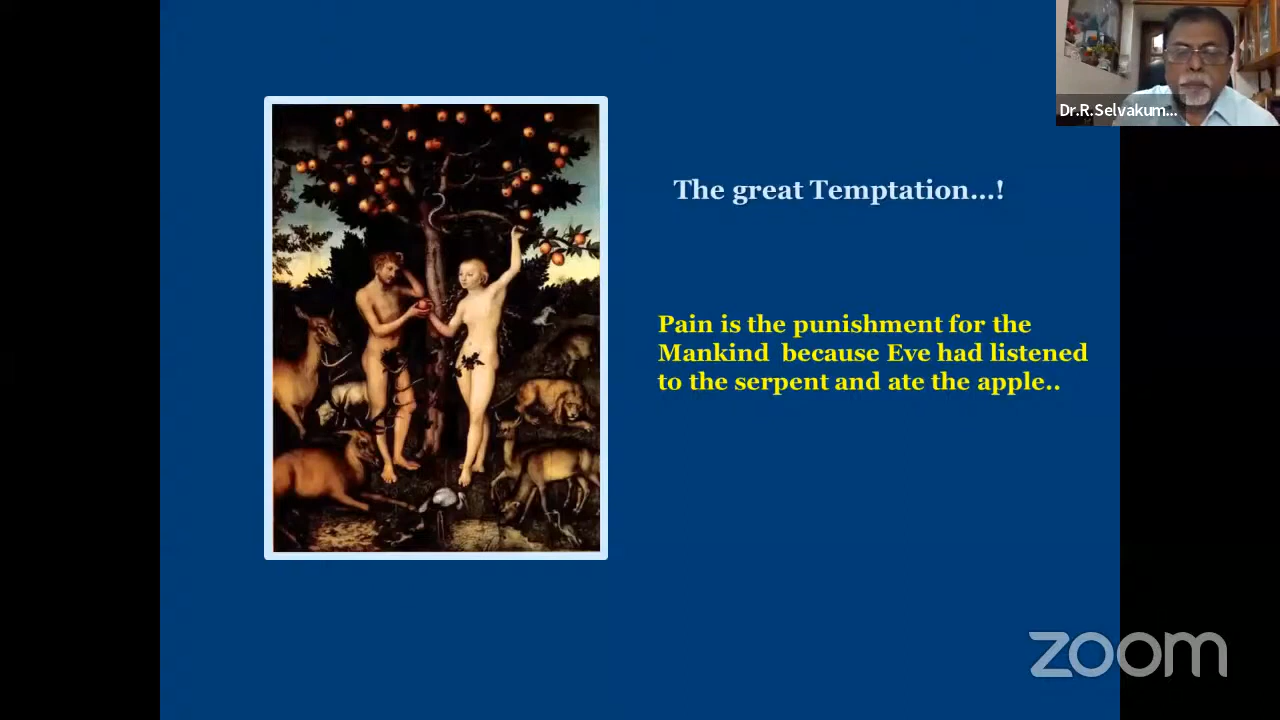 Dr.R.Selvakum...
The great Temptation...!
Pain is the punishment for the
Mankind because Eve had listened
to the serpent and ate the apple..
zoom